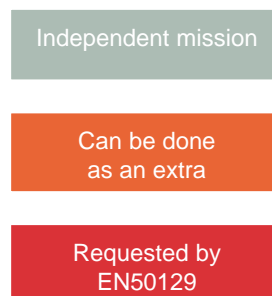 Independent mission
Can be done
as an extra
Requested by
EN50129